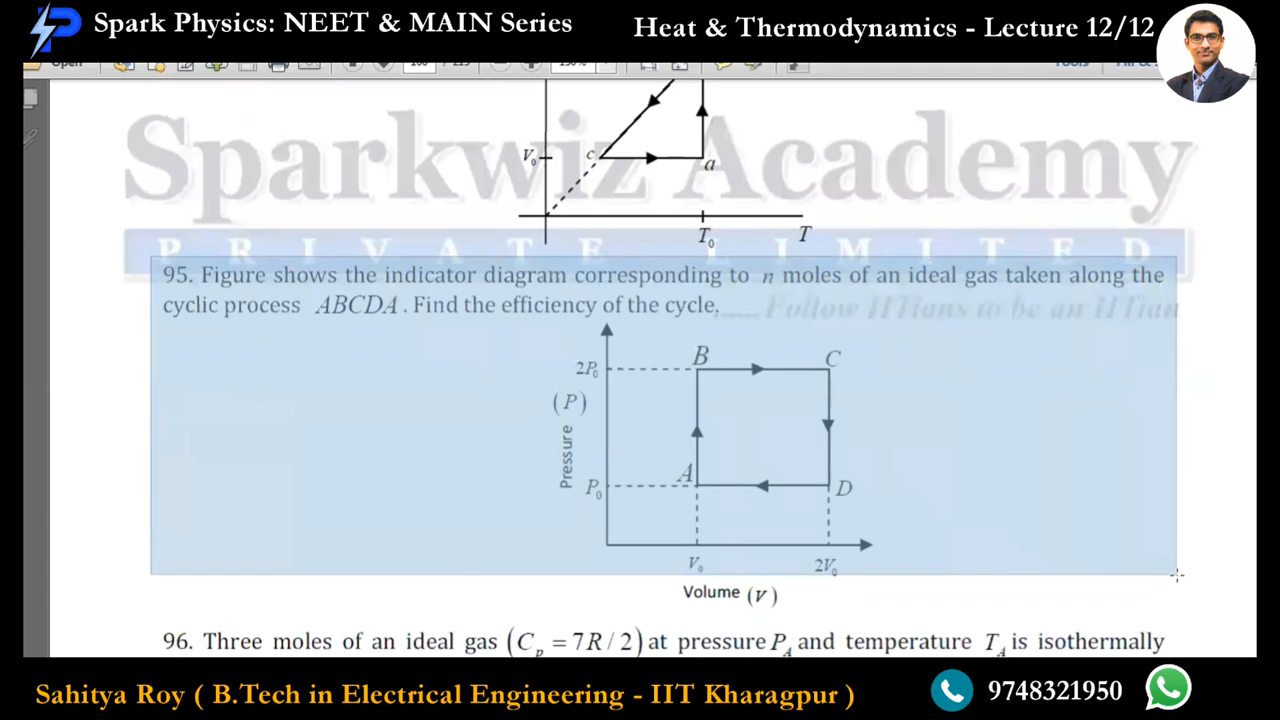 Spark Physics: NEET & MAIN Series
Heat & Thermodynamics - Lecture 12/12
Open
Sparkwiz Academy
V₀
c
a
T₀
T
PRIVATE LIMITED
95. Figure shows the indicator diagram corresponding to n moles of an ideal gas taken along the
cyclic process ABCDA. Find the efficiency of the cycle.
...... Follow IITians to be an IITian
B
C
2P₀
(P)
Pressure
A
P₀
D
V₀
2V₀
Volume (V)
96. Three moles of an ideal gas (Cₚ = 7R / 2) at pressure P_A and temperature T_A is isothermally
Sahitya Roy ( B.Tech in Electrical Engineering - IIT Kharagpur )
9748321950